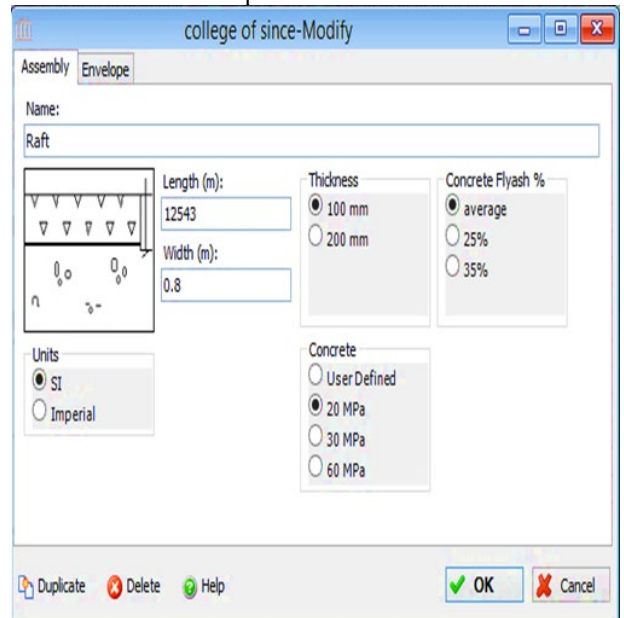 college of since-Modify
Assembly Envelope
Name:
Raft
Length (m):
12543
Width (m):
0.8
Thickness
100 mm
200 mm
Concrete Flyash %
average
25%
35%
Units
SI
Imperial
Concrete
User Defined
20 MPa
30 MPa
60 MPa
Duplicate Delete Help OK Cancel